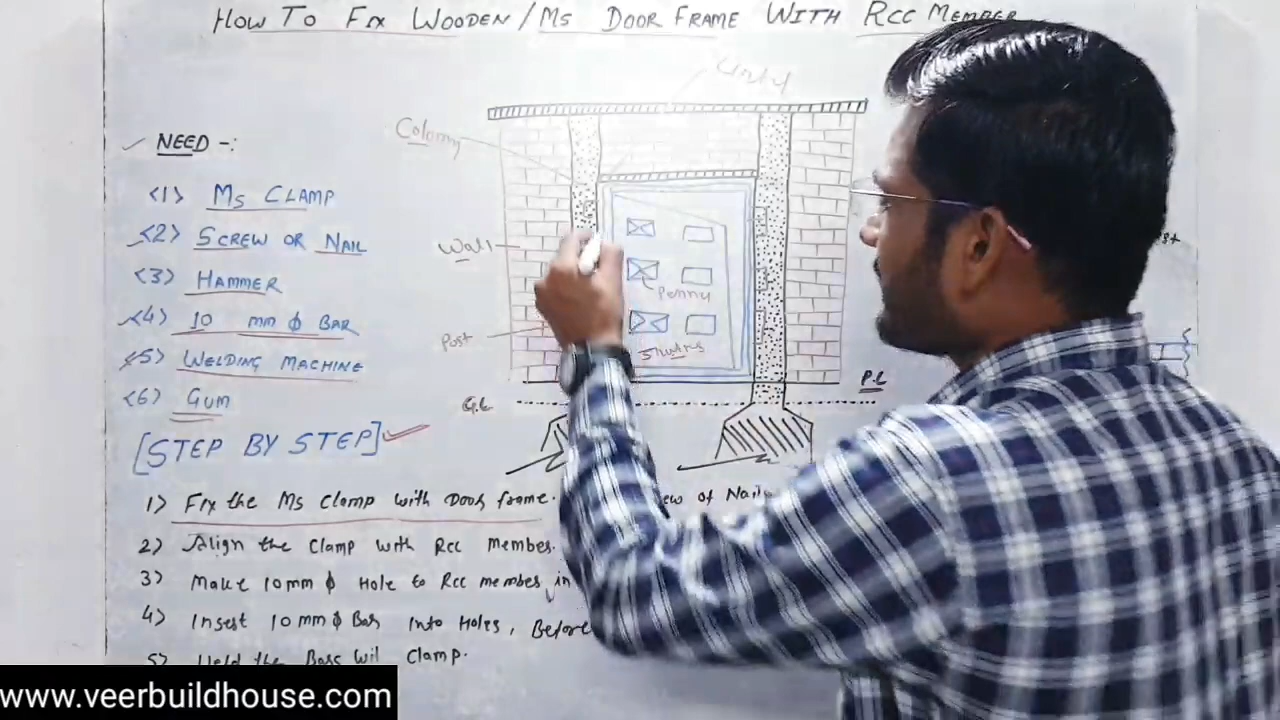 HOW TO FIX WOODEN/MS DOOR FRAME WITH RCC MEMBER
Lintel
Colomn
NEED -:
<1> MS CLAMP
<2> SCREW OR NAIL
Wall
<3> HAMMER
<4> 10 mm ɸ BAR
Post
<5> WELDING MACHINE
P.L
<6> GUM
G.L
[STEP BY STEP]
1) Fix the Ms Clamp with Door frame.
of Nails
2) Align the Clamp with Rcc Member.
3) Make 10mm ɸ Hole to Rcc member in
4) Insert 10mm ɸ Bar Into Holes, Before
5) Weld the Bars Wit Clamp.
www.veerbuildhouse.com